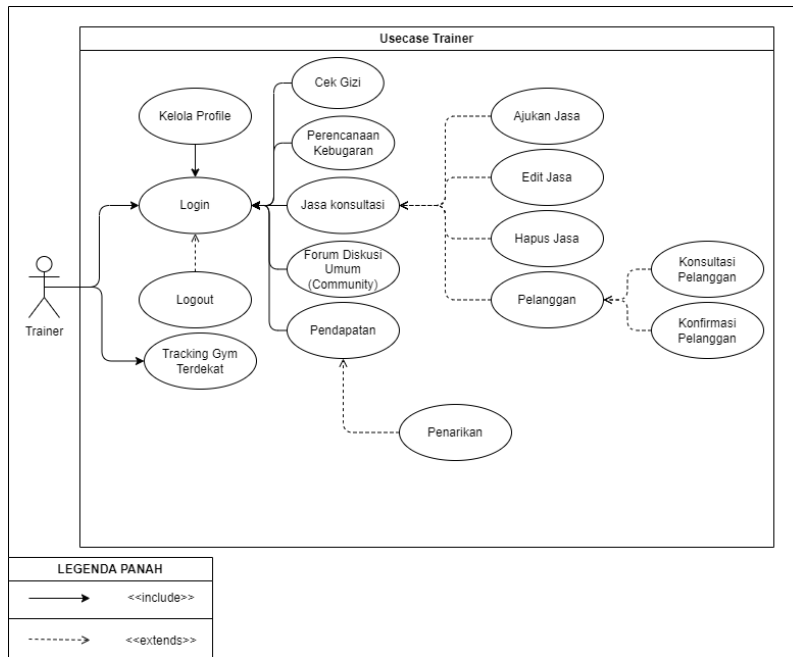 Usecase Trainer
Cek Gizi
Kelola Profile
Perencanaan
Kebugaran
Ajukan Jasa
Edit Jasa
Login
Jasa konsultasi
Hapus Jasa
Forum Diskusi
Umum
(Community)
Konsultasi
Pelanggan
Logout
Pelanggan
Trainer
Tracking Gym
Terdekat
Pendapatan
Konfirmasi
Pelanggan
Penarikan
LEGENDA PANAH
<<include>>
<<extends>>